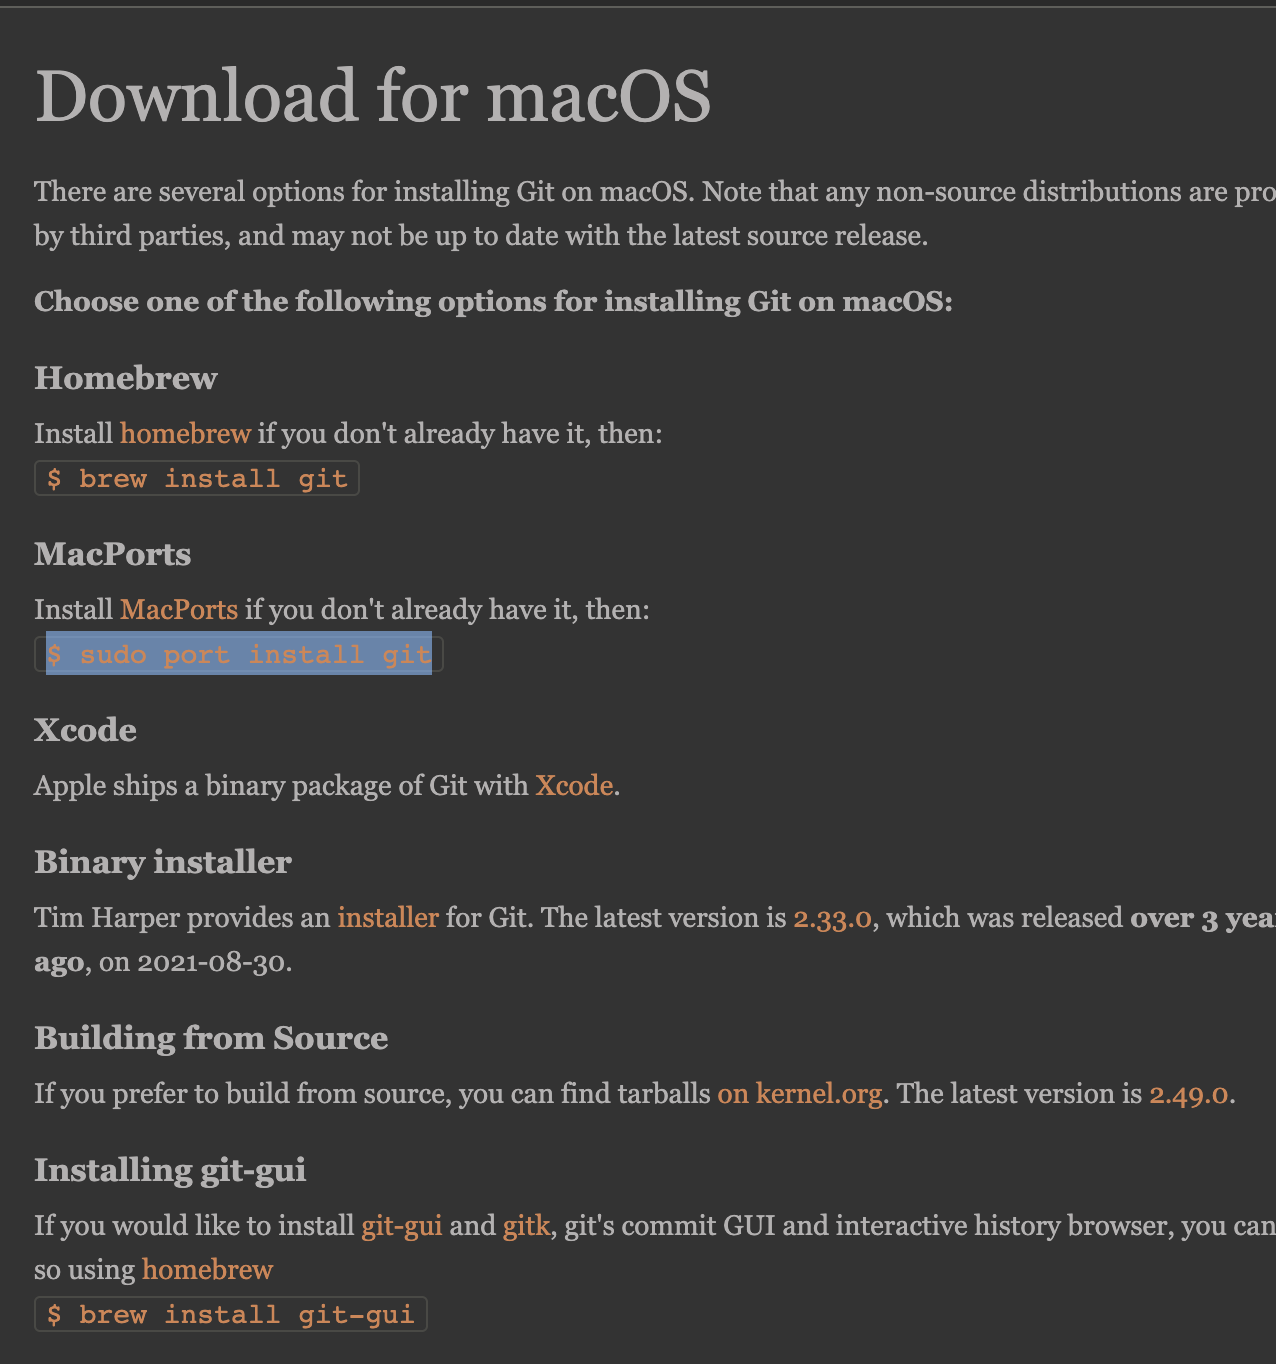 Download for macOS
There are several options for installing Git on macOS. Note that any non-source distributions are pro
by third parties, and may not be up to date with the latest source release.
Choose one of the following options for installing Git on macOS:
Homebrew
Install homebrew if you don't already have it, then:
$ brew install git
MacPorts
Install MacPorts if you don't already have it, then:
$ sudo port install git
Xcode
Apple ships a binary package of Git with Xcode.
Binary installer
Tim Harper provides an installer for Git. The latest version is 2.33.0, which was released over 3 yea
ago, on 2021-08-30.
Building from Source
If you prefer to build from source, you can find tarballs on kernel.org. The latest version is 2.49.0.
Installing git-gui
If you would like to install git-gui and gitk, git's commit GUI and interactive history browser, you can
so using homebrew
$ brew install git-gui